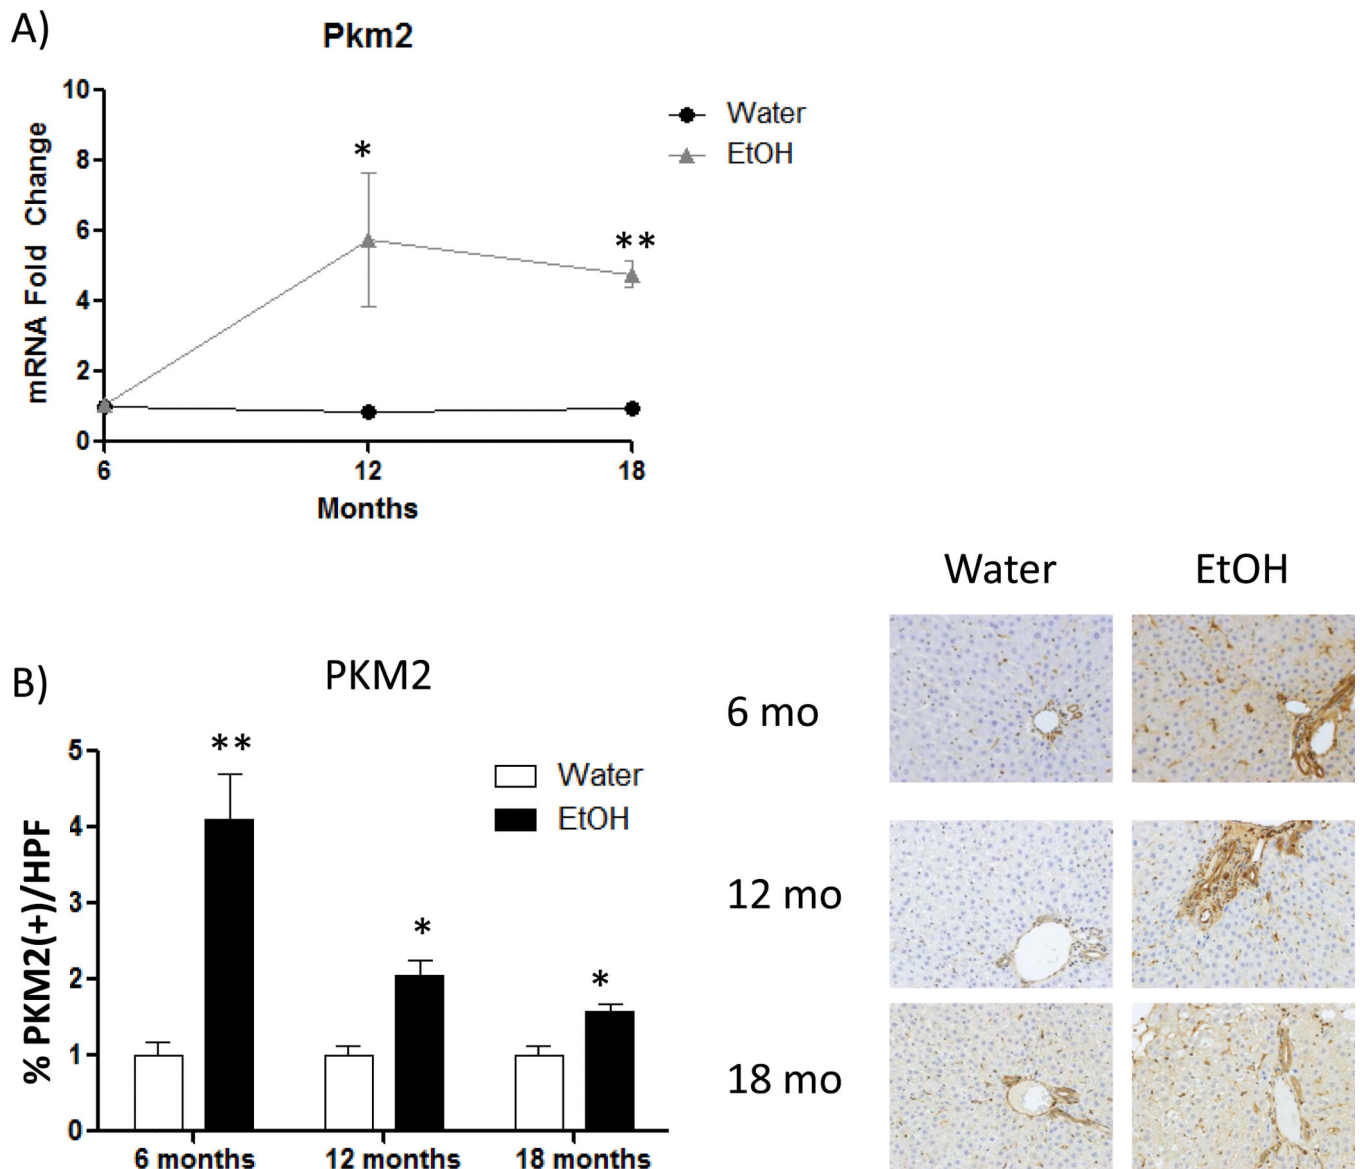 A)
Pkm2
10
8
6
4
2
0
mRNA Fold Change
*
**
6
12
18
Months
Water
EtOH
B)
PKM2
5
4
3
2
1
0
% PKM2(+)/HPF
**
*
*
Water
EtOH
6 months
12 months
18 months
Water
EtOH
6 mo
12 mo
18 mo